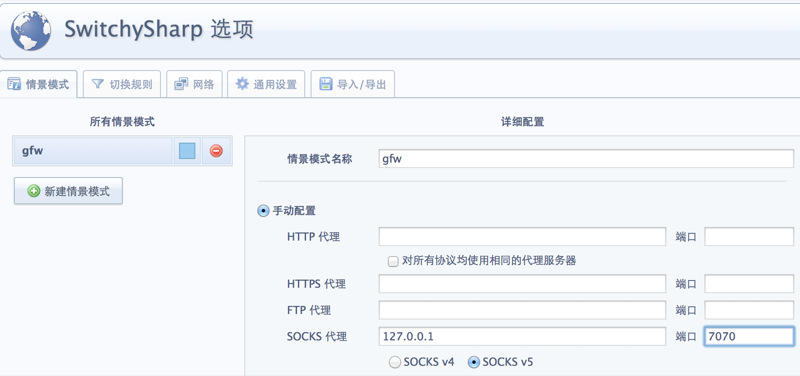 SwitchySharp 选项
情景模式 切换规则 网络 通用设置 导入/导出
所有情景模式
gfw
新建情景模式
详细配置
情景模式名称 gfw
手动配置
HTTP 代理 端口
对所有协议均使用相同的代理服务器
HTTPS 代理 端口
FTP 代理 端口
SOCKS 代理 127.0.0.1 端口 7070
SOCKS v4 SOCKS v5